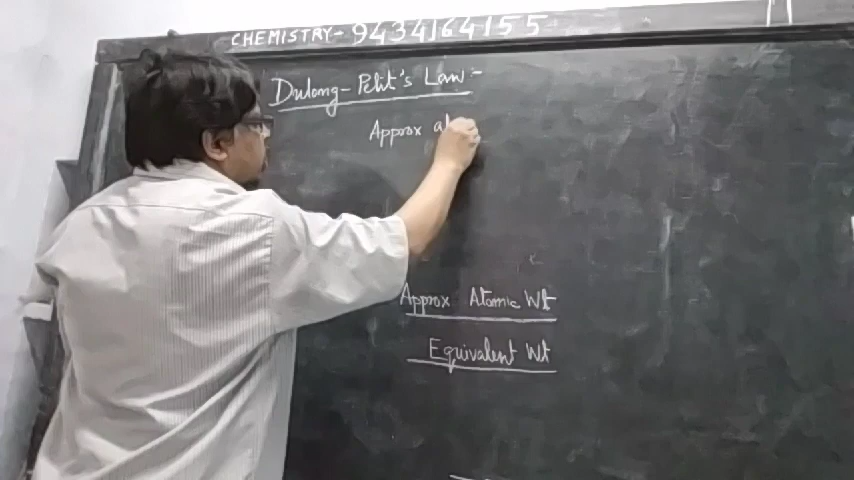 CHEMISTRY- 9434164155
Dulong-Petit's Law :-
Approx at
Approx Atomic Wt
Equivalent Wt